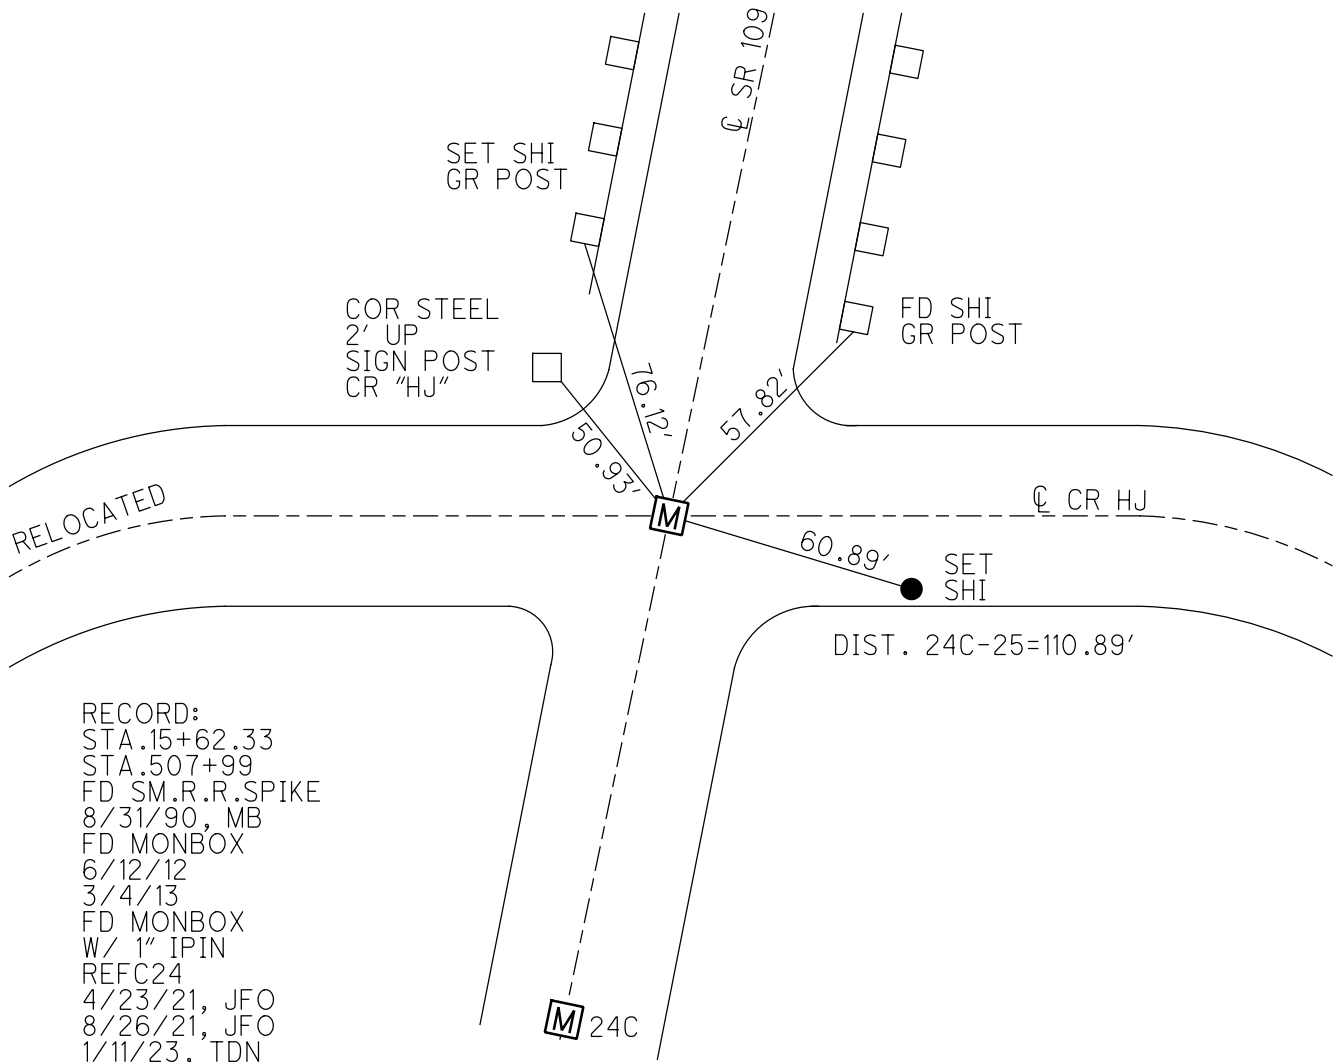 ℄ SR 109
SET SHI
GR POST
COR STEEL
2' UP
SIGN POST
CR "HJ"
FD SHI
GR POST
76.12'
57.82'
50.93'
RELOCATED
M
℄ CR HJ
60.89'
SET
SHI
DIST. 24C-25=110.89'
RECORD:
STA.15+62.33
STA.507+99
FD SM.R.R.SPIKE
8/31/90, MB
FD MONBOX
6/12/12
3/4/13
FD MONBOX
W/ 1" IPIN
REFC24
4/23/21, JFO
8/26/21, JFO
1/11/23, TDN
M 24C